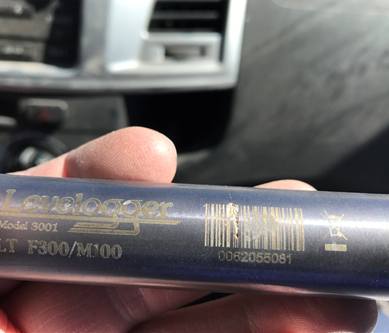 Levelogger
Model 3001
LT F300/M100
0062055081